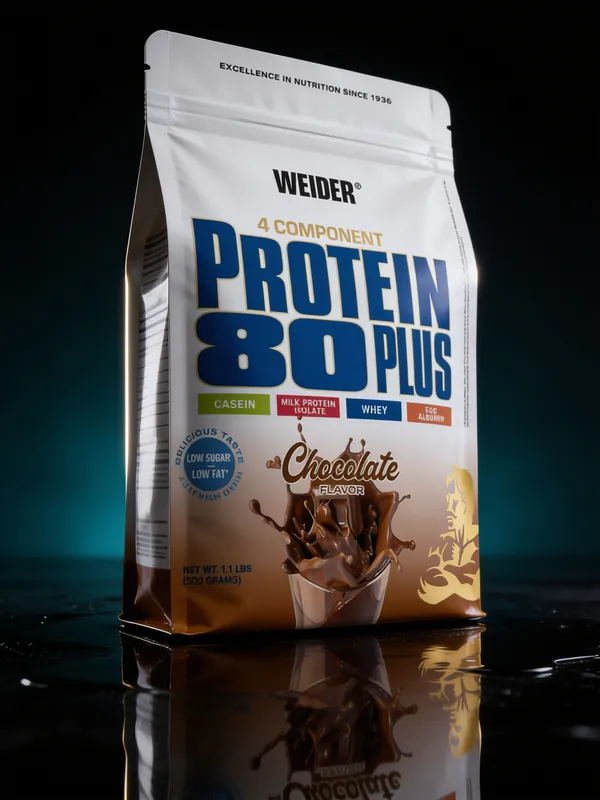 EXCELLENCE IN NUTRITION SINCE 1936
WEIDER®
4 COMPONENT
PROTEIN
80 PLUS
CASEIN
MILK PROTEIN
ISOLATE
WHEY
EGG
ALBUMIN
LOW SUGAR
LOW FAT*
Chocolate
FLAVOR
NET WT. 1.1 LBS
(500 GRAMS)
Chocolate